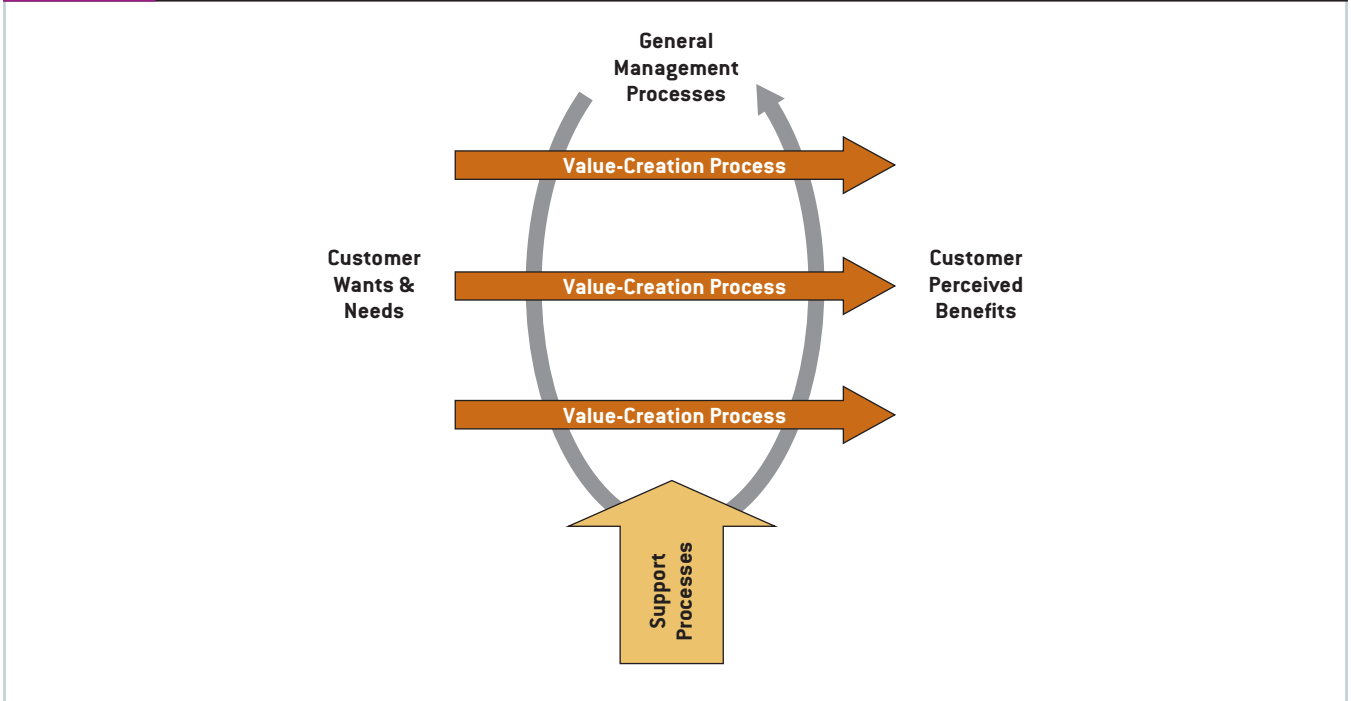 General
Management
Processes
Value-Creation Process
Customer
Wants &
Needs
Value-Creation Process
Customer
Perceived
Benefits
Value-Creation Process
Support
Processes